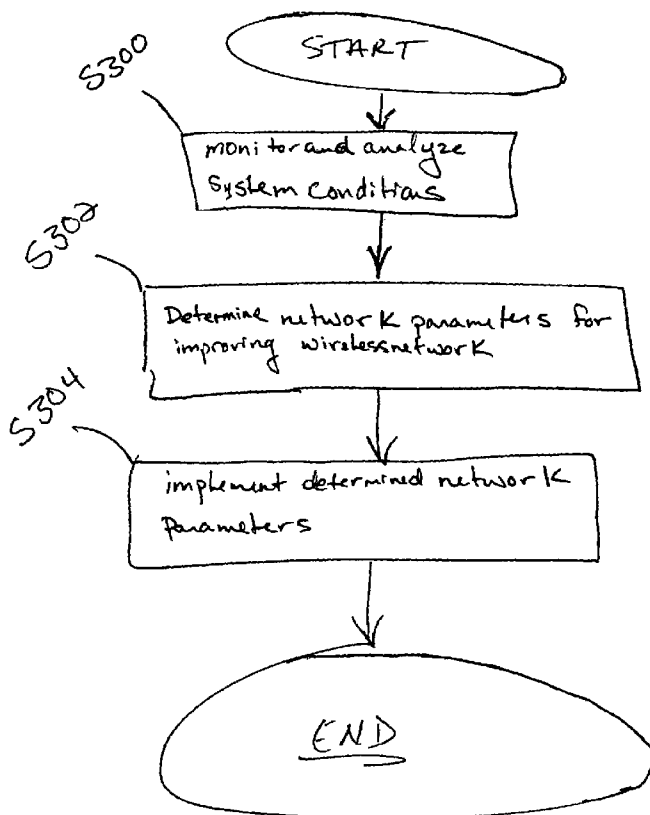 START
S300
monitor and analyze
System conditions
S302
Determine network parameters for
improving wireless network
S304
implement determined network
Parameters
END